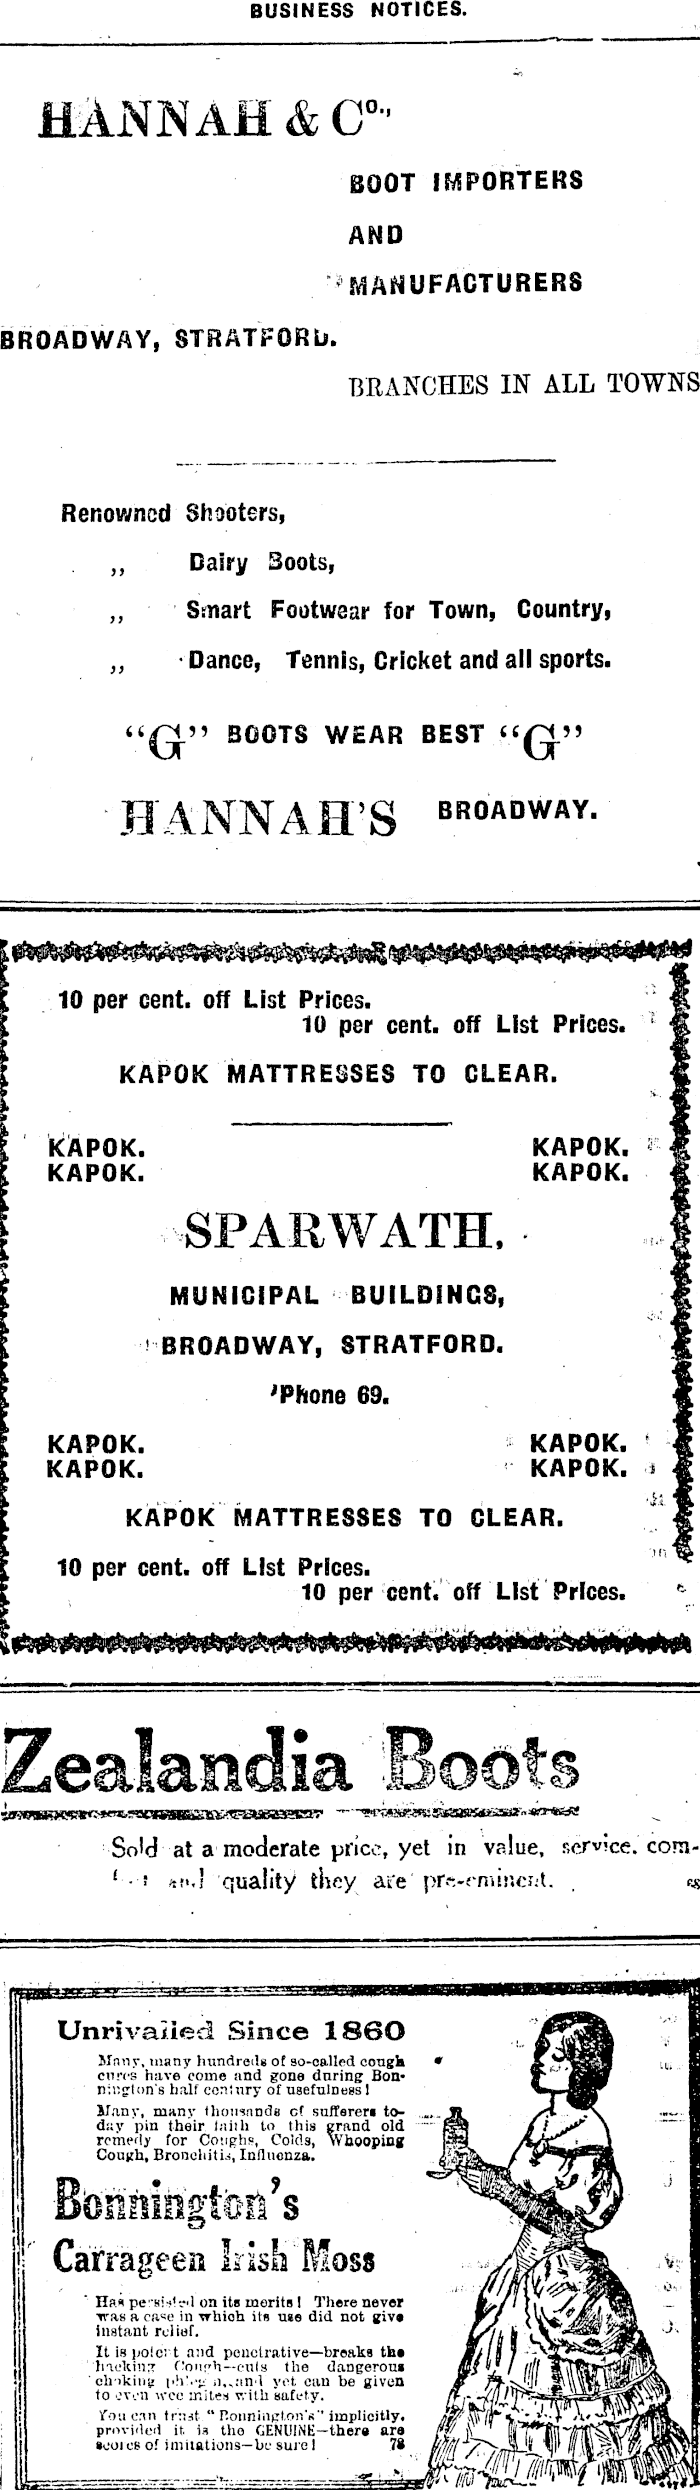 BUSINESS NOTICES.
HANNAH & Co.,
BOOT IMPORTERS
AND
MANUFACTURERS
BROADWAY, STRATFORD.
BRANCHES IN ALL TOWNS
Renowned Shooters,
,, Dairy Boots,
,, Smart Footwear for Town, Country,
,, Dance, Tennis, Cricket and all sports.
"G" BOOTS WEAR BEST "G"
HANNAH'S BROADWAY.
10 per cent. off List Prices.
10 per cent. off List Prices.
KAPOK MATTRESSES TO CLEAR.
KAPOK. KAPOK.
KAPOK. KAPOK.
SPARWATH,
MUNICIPAL BUILDINGS,
BROADWAY, STRATFORD.
'Phone 69.
KAPOK. KAPOK.
KAPOK. KAPOK.
KAPOK MATTRESSES TO CLEAR.
10 per cent. off List Prices.
10 per cent. off List Prices.
Zealandia Boots
Sold at a moderate price, yet in value, service, com-
and quality they are pre-eminent.
Unrivalled Since 1860
Many, many hundreds of so-called cough
cures have come and gone during Bon-
nington's half century of usefulness!
Many, many thousands of sufferers to-
day pin their faith to this grand old
remedy for Coughs, Colds, Whooping
Cough, Bronchitis, Influenza.
Bonnington's
Carrageen Irish Moss
Has persisted on its merits! There never
was a case in which its use did not give
instant relief.
It is potent and penetrative—breaks the
hacking Cough—cuts the dangerous
choking phlegm, and yet can be given
to even wee mites with safety.
You can trust "Bonnington's" implicitly,
provided it is the GENUINE—there are
scores of imitations—be sure! 78